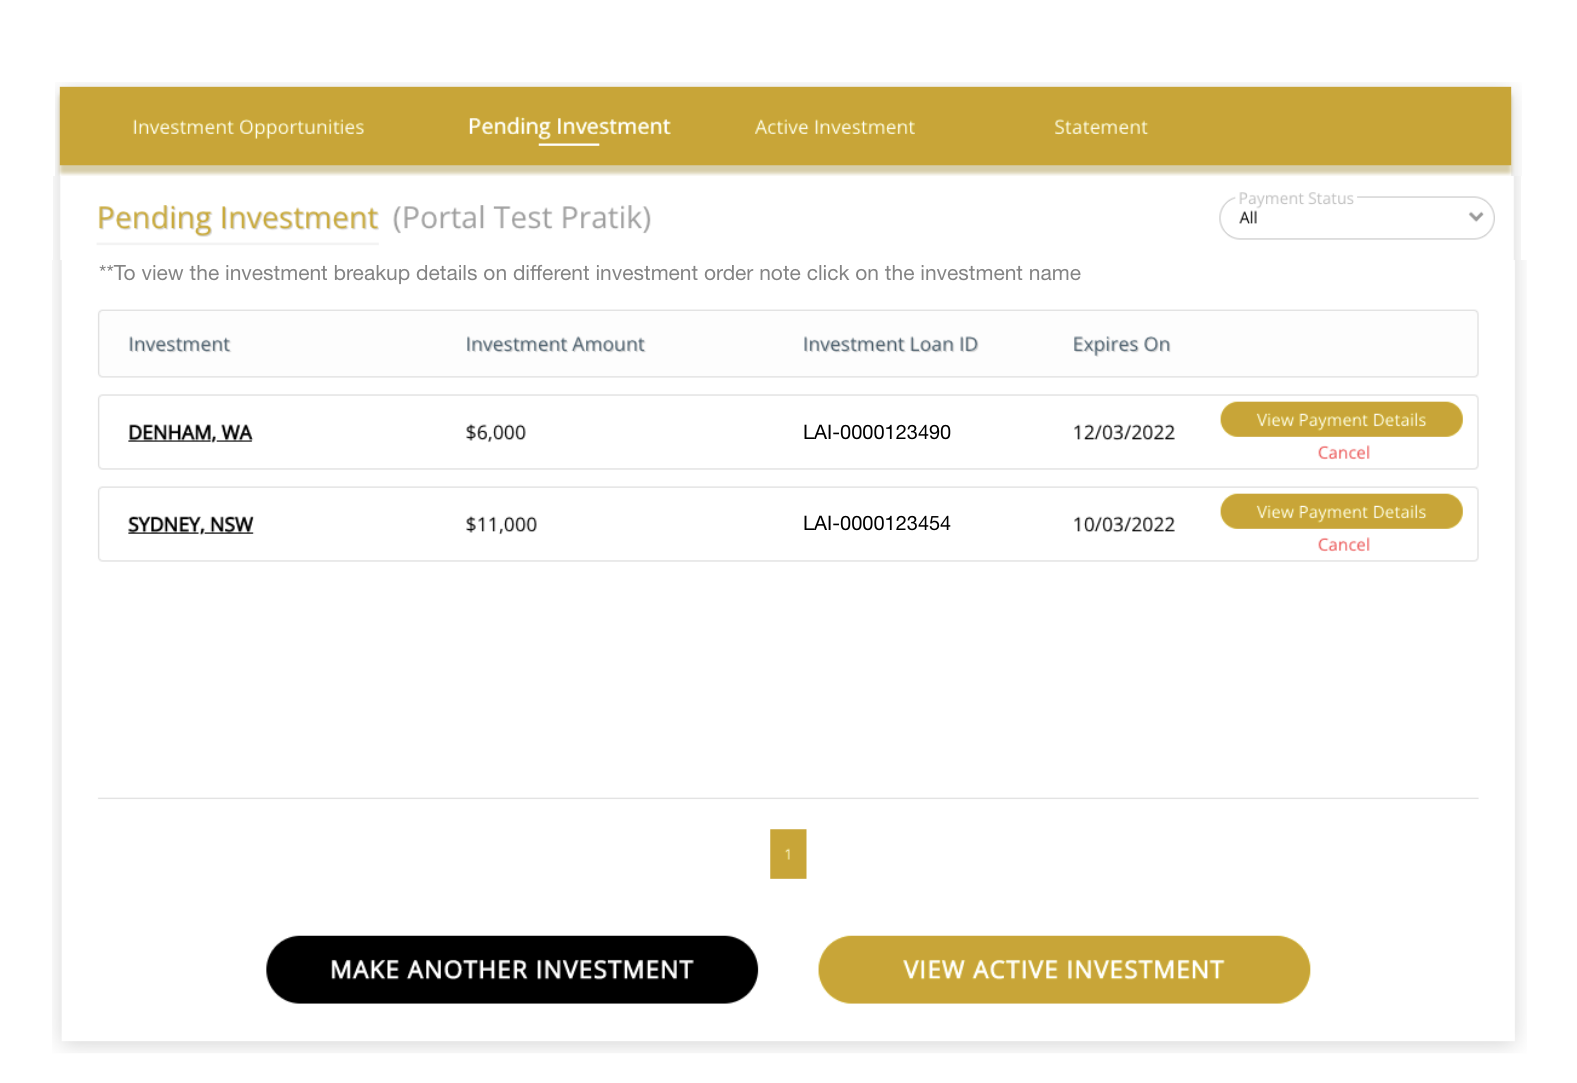 Investment Opportunities Pending Investment Active Investment Statement
Pending Investment (Portal Test Pratik)
Payment Status
All
**To view the investment breakup details on different investment order note click on the investment name
Investment Investment Amount Investment Loan ID Expires On
DENHAM, WA $6,000 LAI-0000123490 12/03/2022 View Payment Details
Cancel
SYDNEY, NSW $11,000 LAI-0000123454 10/03/2022 View Payment Details
Cancel
1
MAKE ANOTHER INVESTMENT VIEW ACTIVE INVESTMENT